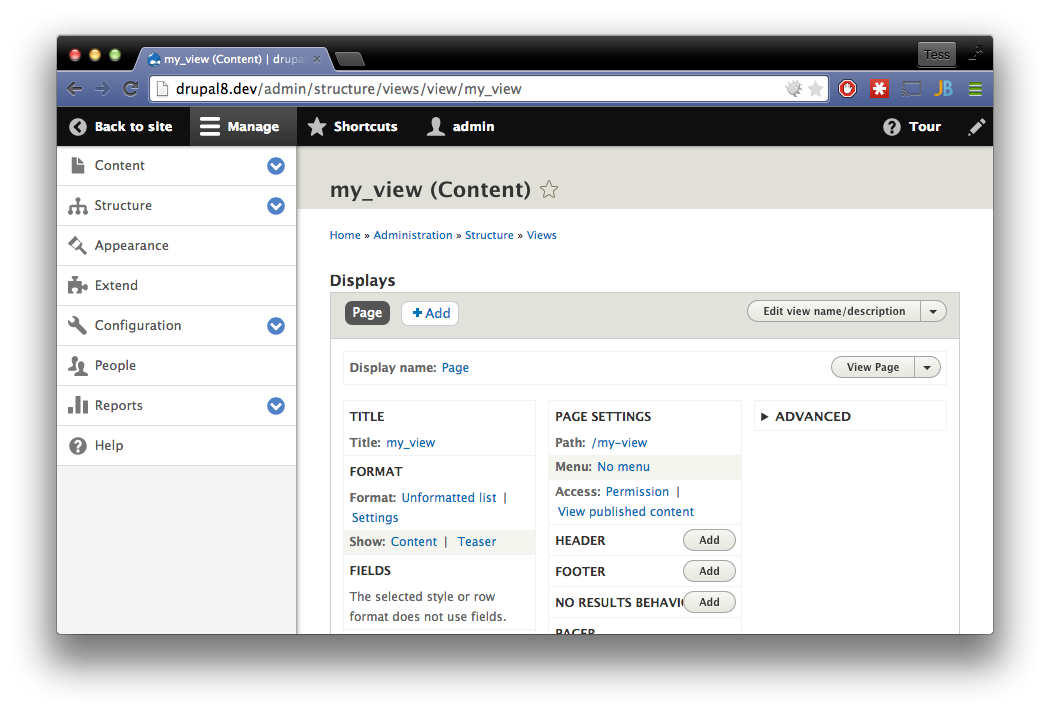 my_view (Content) | drupa
Tess
drupal8.dev/admin/structure/views/view/my_view
JB
Back to site
Manage
Shortcuts
admin
Tour
Content
Structure
Appearance
Extend
Configuration
People
Reports
Help
my_view (Content)
Home » Administration » Structure » Views
Displays
Page
+ Add
Edit view name/description
Display name: Page
View Page
TITLE
Title: my_view
FORMAT
Format: Unformatted list |
Settings
Show: Content | Teaser
FIELDS
The selected style or row
format does not use fields.
PAGE SETTINGS
Path: /my-view
Menu: No menu
Access: Permission |
View published content
HEADER
Add
FOOTER
Add
NO RESULTS BEHAVI
Add
PAGER
ADVANCED